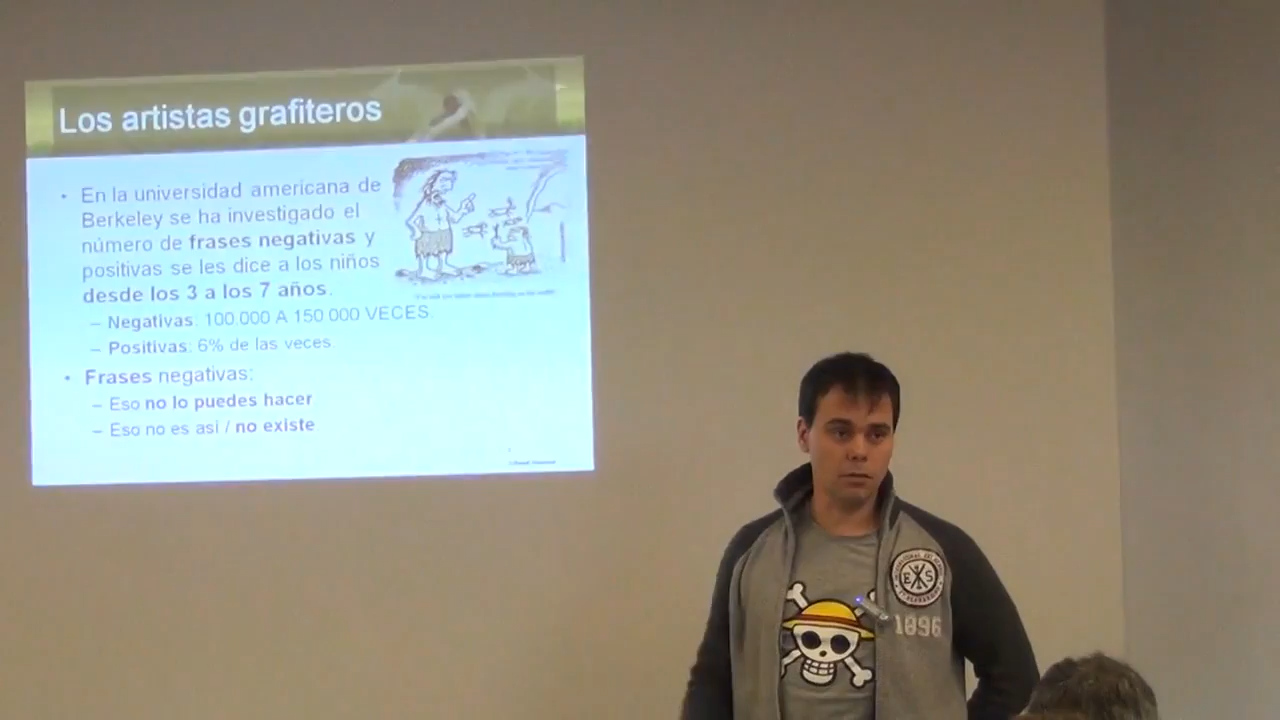 Los artistas grafiteros
• En la universidad americana de
Berkeley se ha investigado el
número de frases negativas y
positivas se les dice a los niños
desde los 3 a los 7 años.
– Negativas: 100.000 A 150.000 VECES.
– Positivas: 6% de las veces.
• Frases negativas:
– Eso no lo puedes hacer
– Eso no es asi / no existe
E S
1896